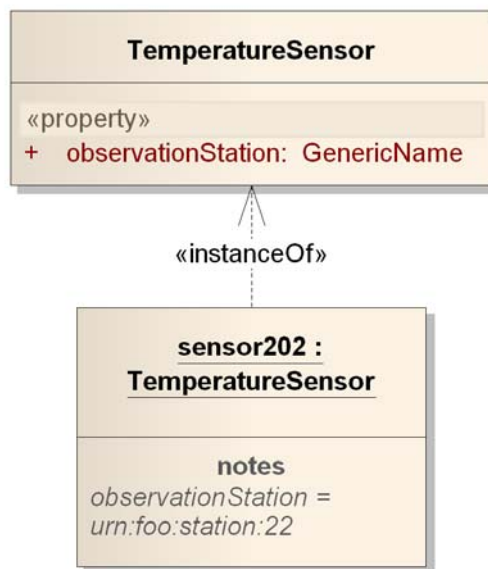 TemperatureSensor
«property»
+ observationStation: GenericName
«instanceOf»
sensor202 :
TemperatureSensor
notes
observationStation =
urn:foo:station:22